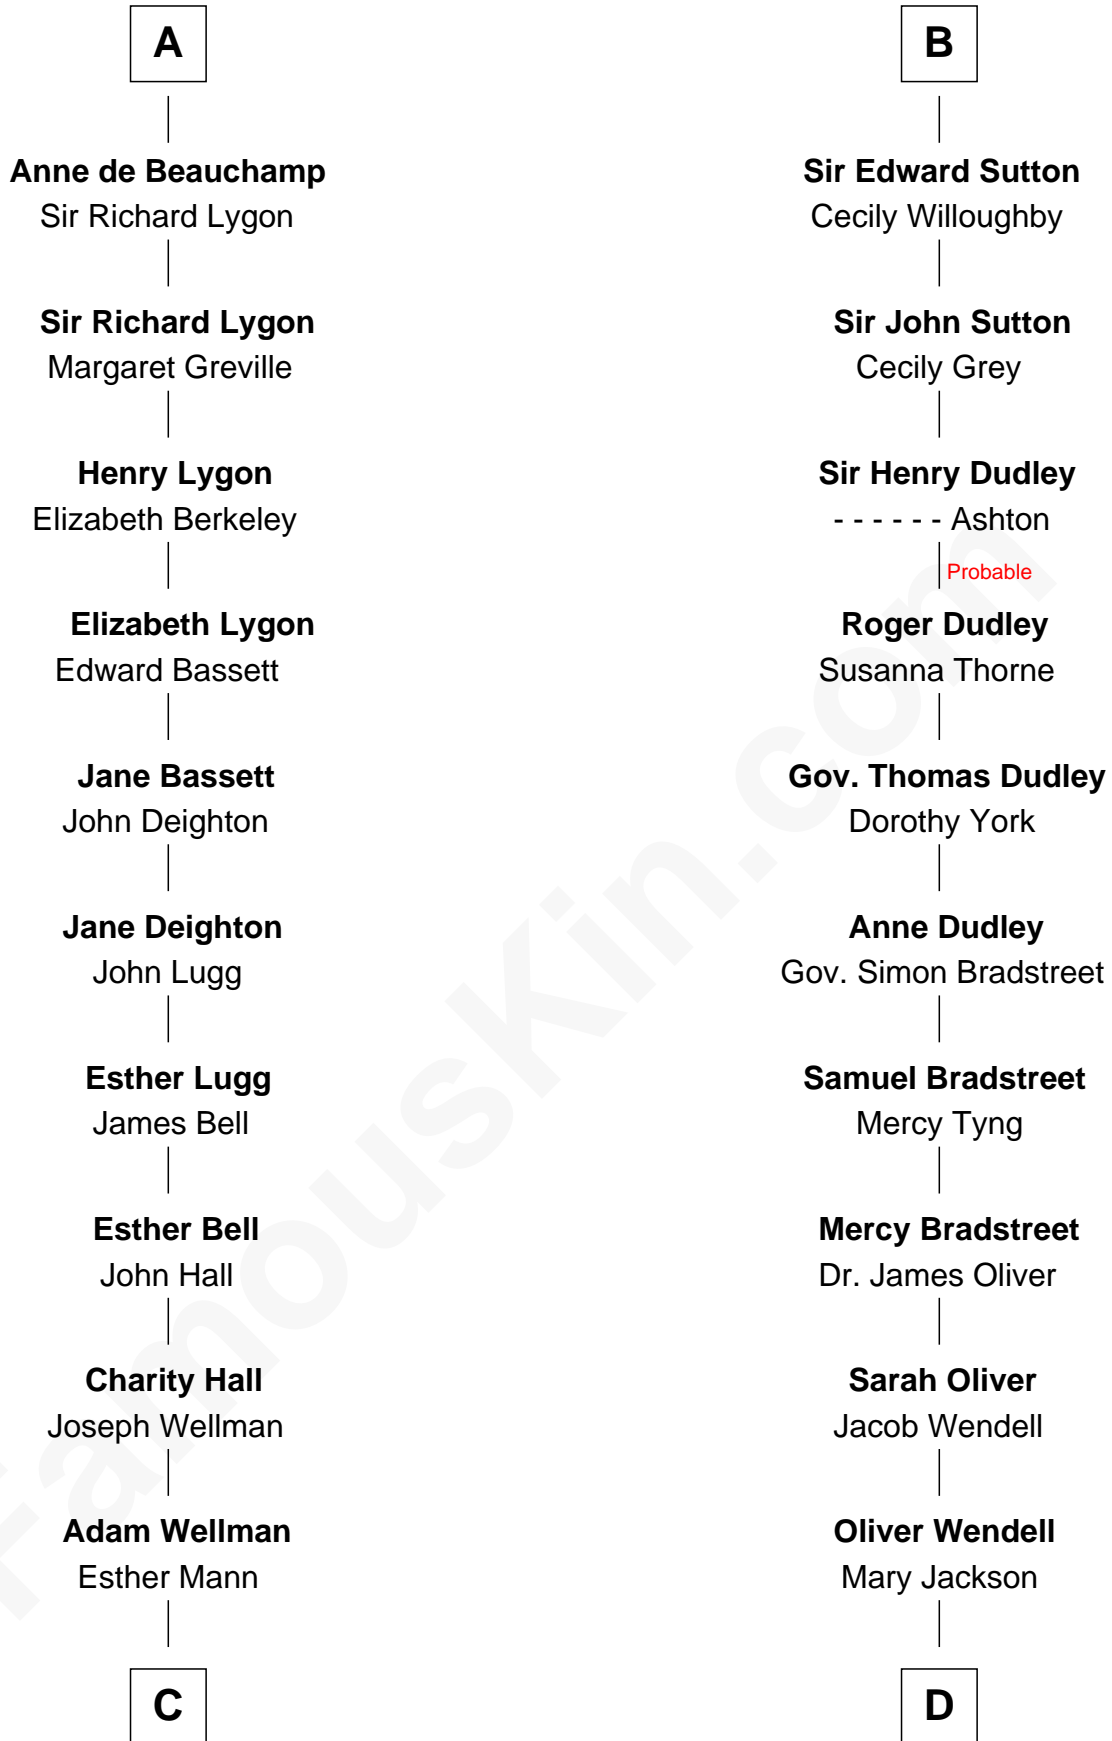 A
Anne de Beauchamp
Sir Richard Lygon
Sir Richard Lygon
Margaret Greville
Henry Lygon
Elizabeth Berkeley
Elizabeth Lygon
Edward Bassett
Jane Bassett
John Deighton
Jane Deighton
John Lugg
Esther Lugg
James Bell
Esther Bell
John Hall
Charity Hall
Joseph Wellman
Adam Wellman
Esther Mann
C
B
Sir Edward Sutton
Cecily Willoughby
Sir John Sutton
Cecily Grey
Sir Henry Dudley
- - - - - - Ashton
Probable
Roger Dudley
Susanna Thorne
Gov. Thomas Dudley
Dorothy York
Anne Dudley
Gov. Simon Bradstreet
Samuel Bradstreet
Mercy Tyng
Mercy Bradstreet
Dr. James Oliver
Sarah Oliver
Jacob Wendell
Oliver Wendell
Mary Jackson
D
FamousKin.com